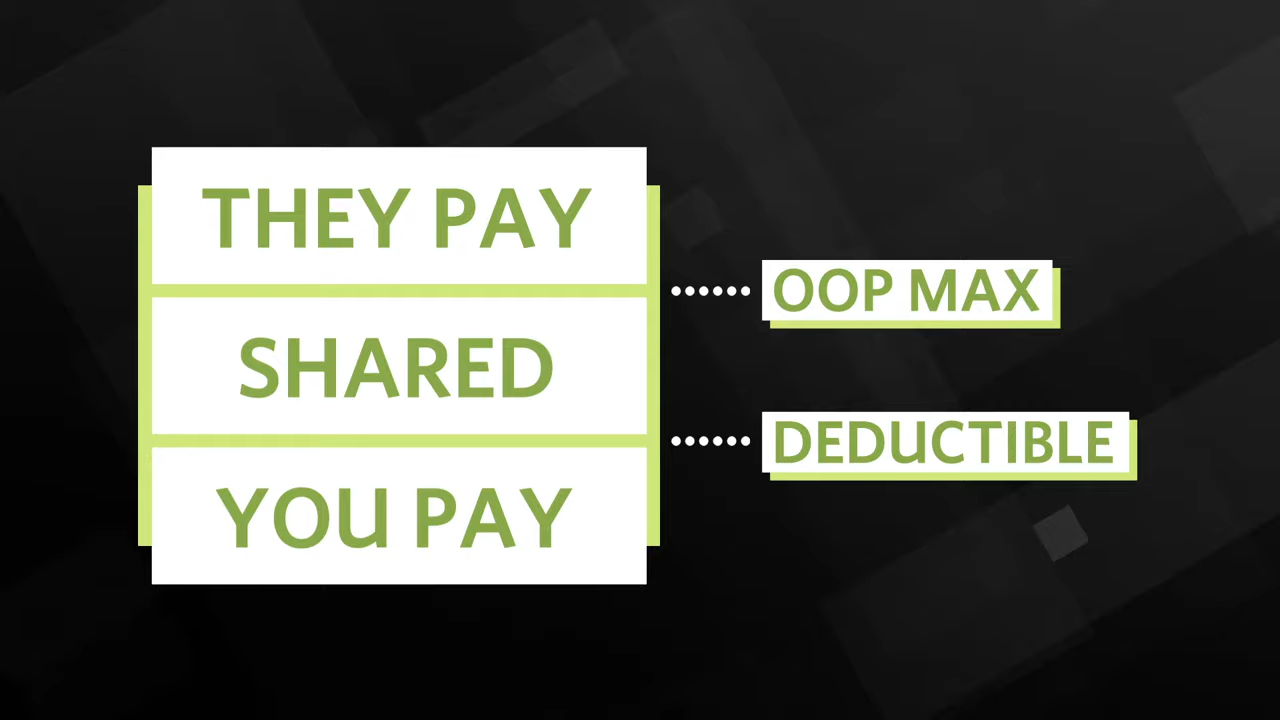 THEY PAY
OOP MAX
SHARED
DEDUCTIBLE
YOU PAY